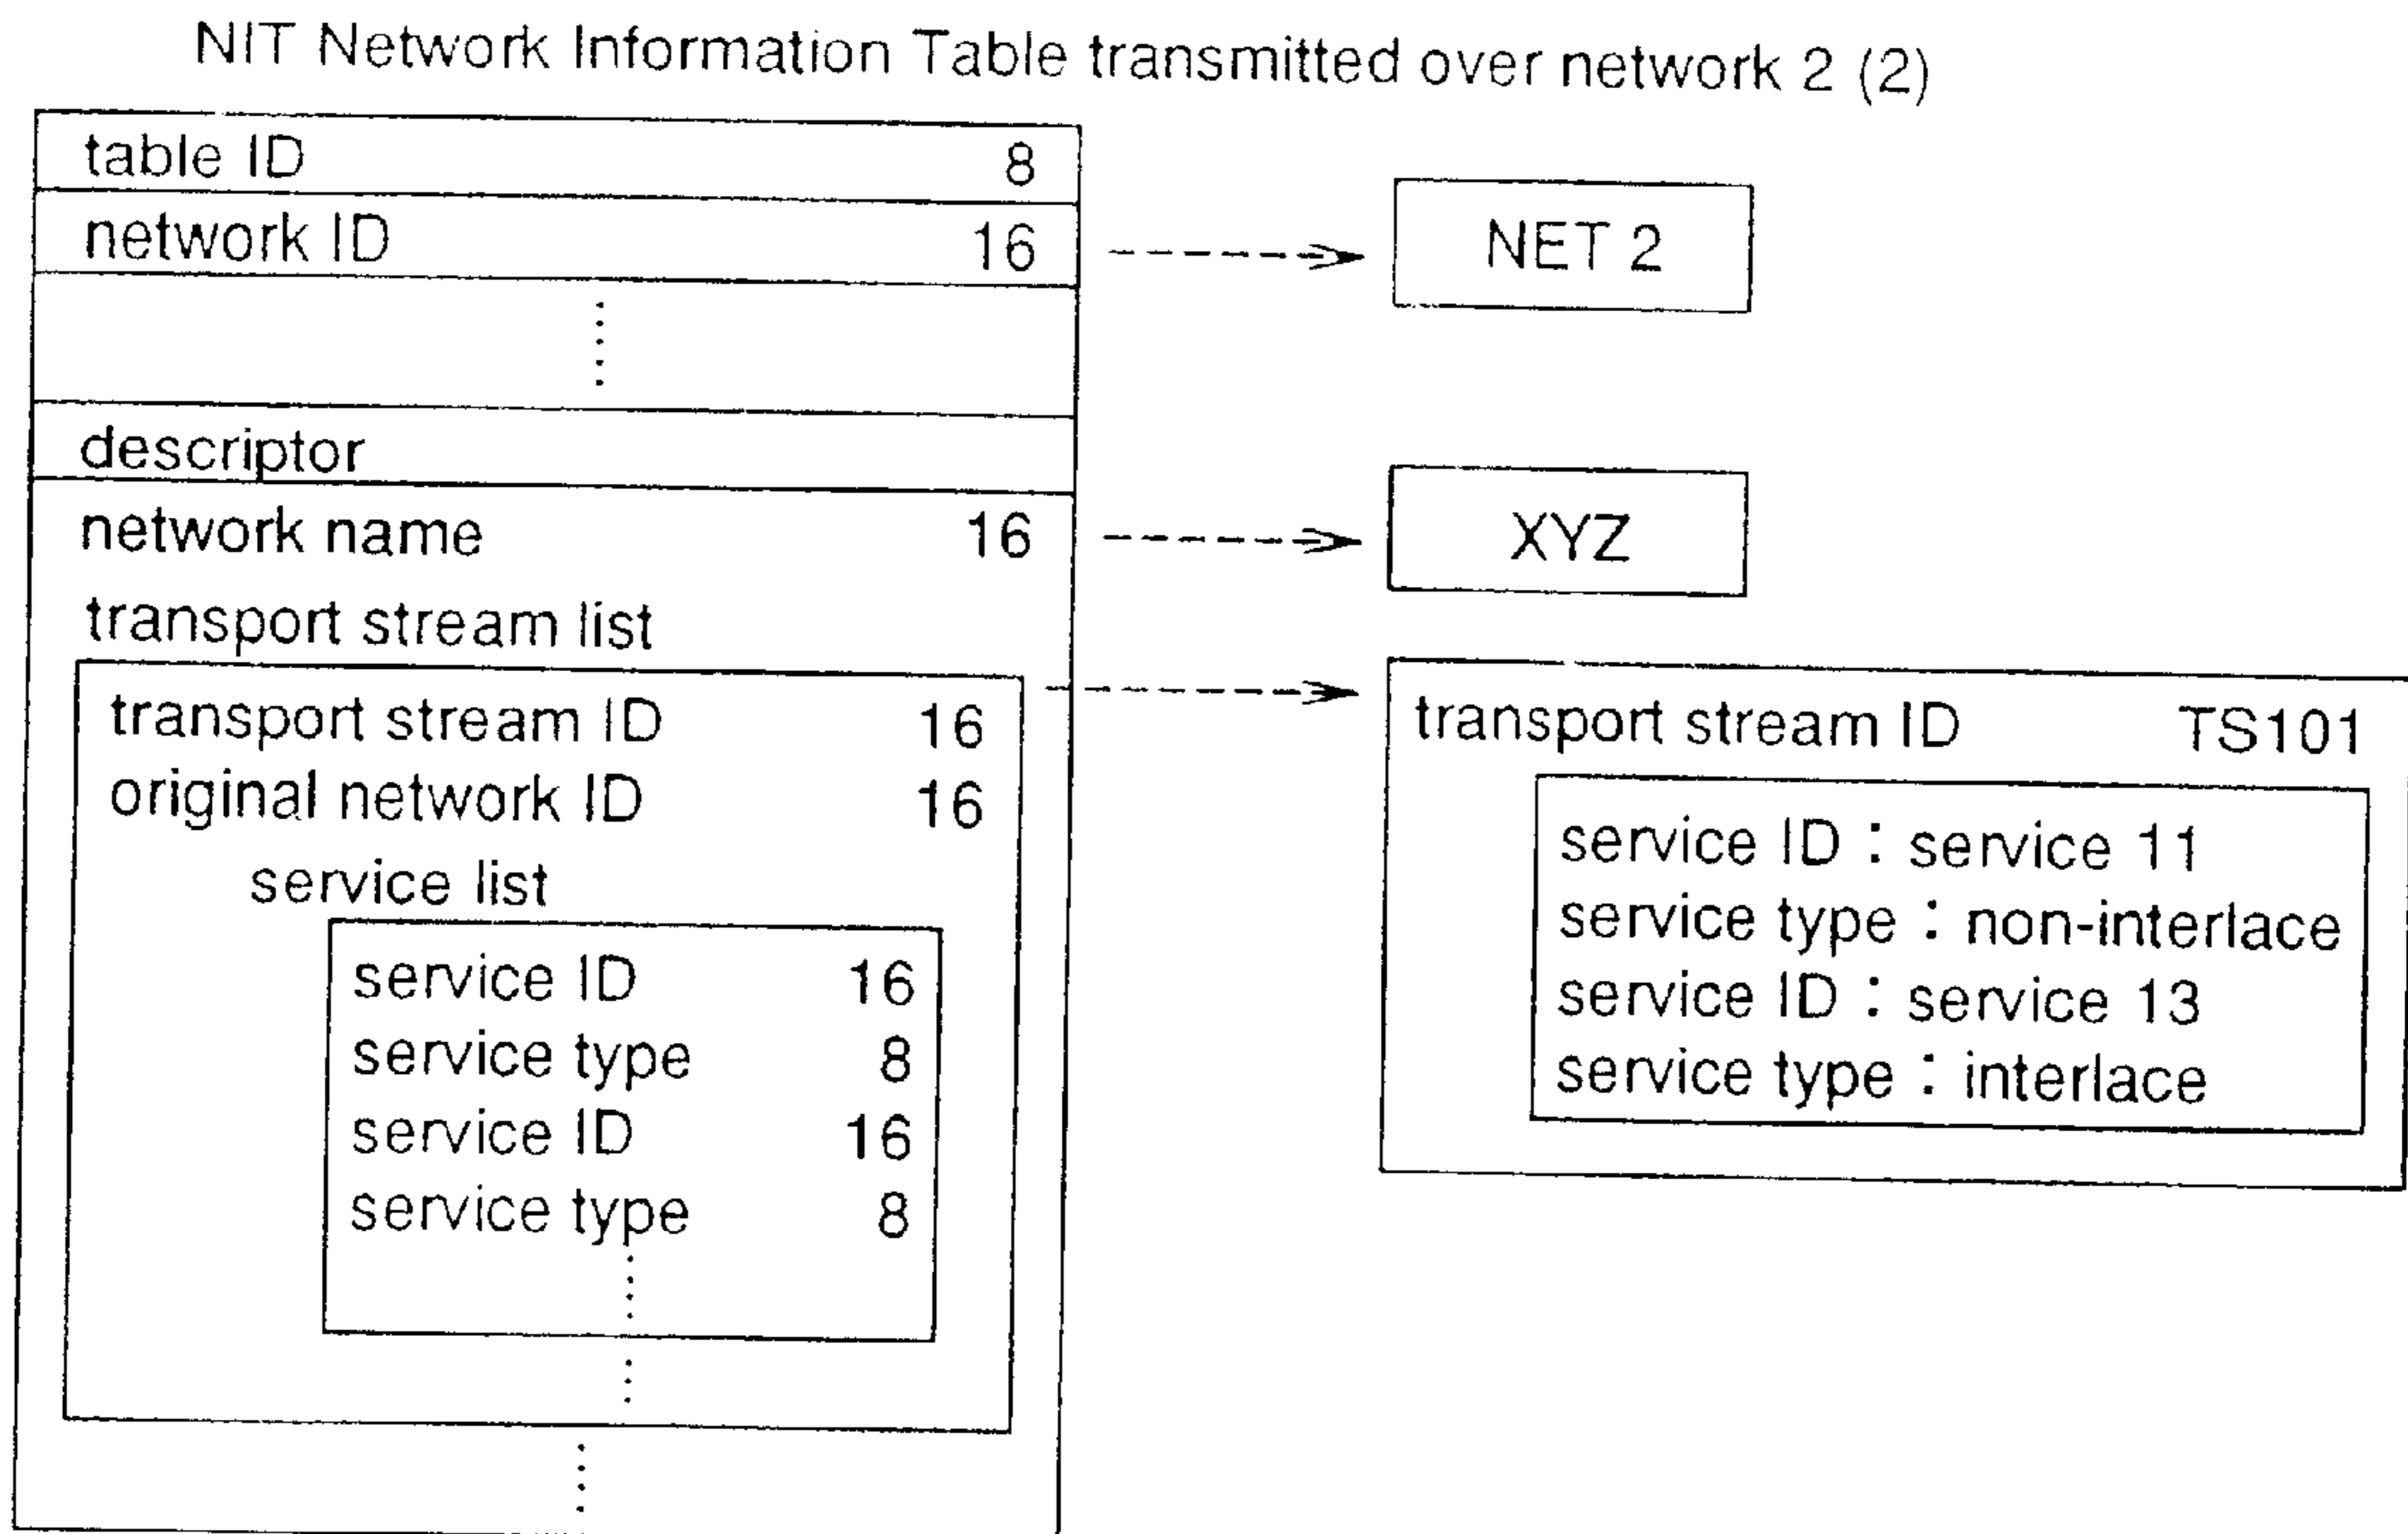 NIT Network Information Table transmitted over network 2 (2)
table ID 8
network ID 16
NET 2
descriptor
network name 16
XYZ
transport stream list
transport stream ID 16
original network ID 16
service list
service ID 16
service type 8
service ID 16
service type 8
transport stream ID TS101
service ID : service 11
service type : non-interlace
service ID : service 13
service type : interlace